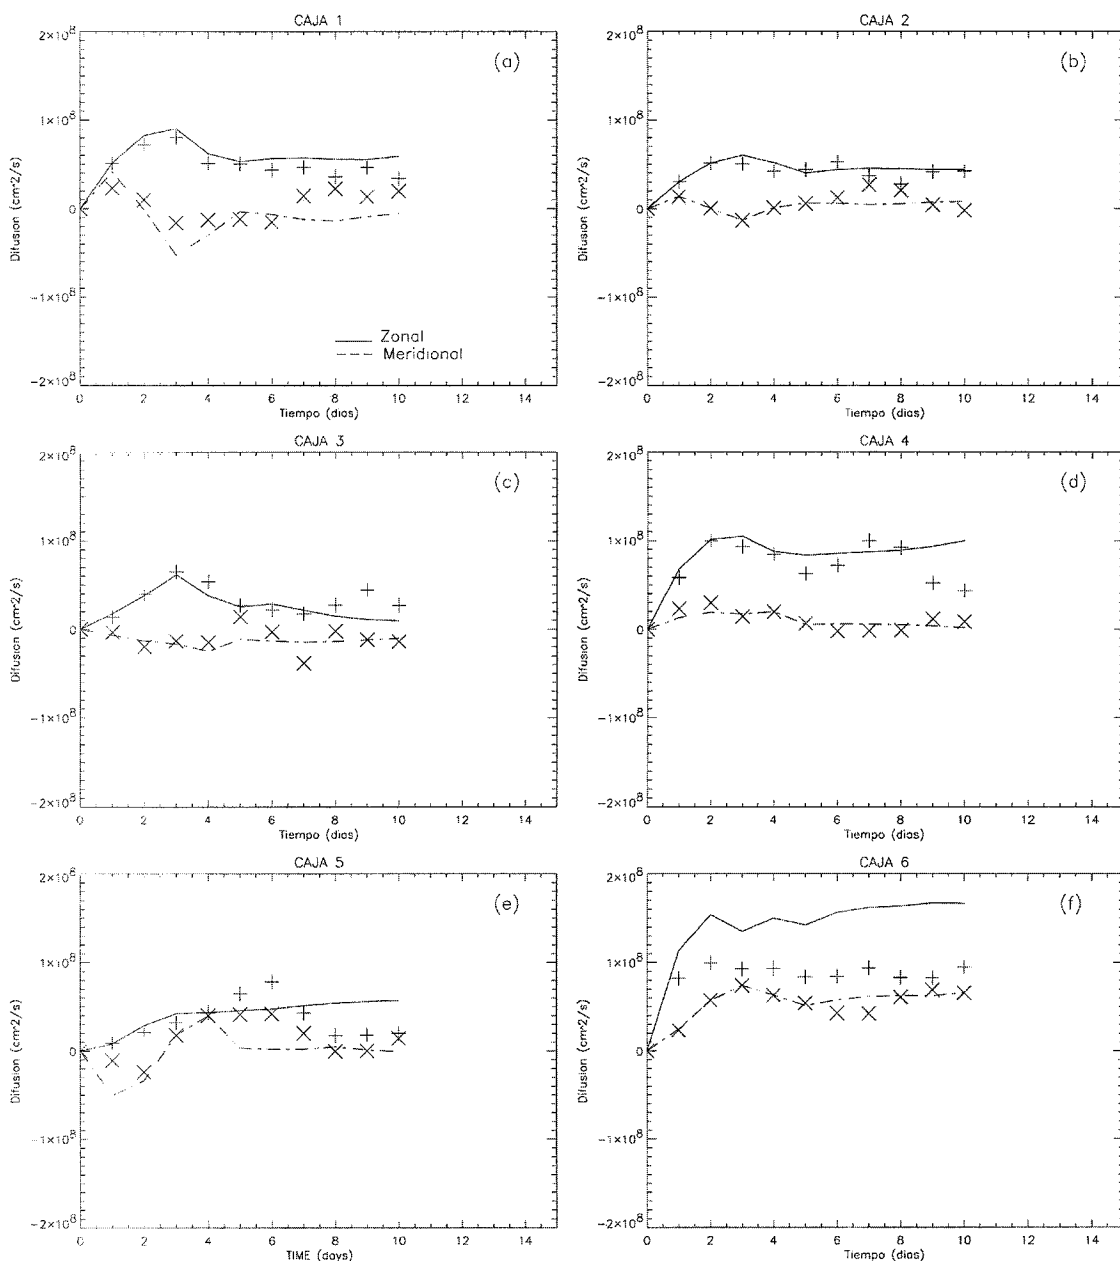 CAJA 1
(a)
2×10⁸
1×10⁸
0
−1×10⁸
−2×10⁸
Difusion (cm^2/s)
Zonal
Meridional
0 2 4 6 8 10 12 14
Tiempo (dias)
CAJA 2
(b)
2×10⁸
1×10⁸
0
−1×10⁸
−2×10⁸
Difusion (cm^2/s)
0 2 4 6 8 10 12 14
Tiempo (dias)
CAJA 3
(c)
2×10⁸
1×10⁸
0
−1×10⁸
−2×10⁸
Difusion (cm^2/s)
0 2 4 6 8 10 12 14
Tiempo (dias)
CAJA 4
(d)
2×10⁸
1×10⁸
0
−1×10⁸
−2×10⁸
Difusion (cm^2/s)
0 2 4 6 8 10 12 14
Tiempo (dias)
CAJA 5
(e)
2×10⁸
1×10⁸
0
−1×10⁸
−2×10⁸
Difusion (cm^2/s)
0 2 4 6 8 10 12 14
TIME (days)
CAJA 6
(f)
2×10⁸
1×10⁸
0
−1×10⁸
−2×10⁸
Difusion (cm^2/s)
0 2 4 6 8 10 12 14
Tiempo (dias)